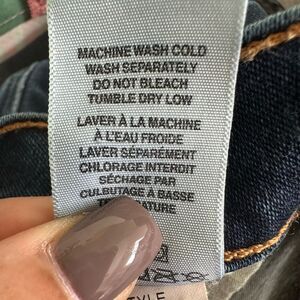 MACHINE WASH COLD
WASH SEPARATELY
DO NOT BLEACH
TUMBLE DRY LOW
LAVER À LA MACHINE
À L'EAU FROIDE
LAVER SÉPARÉMENT
CHLORAGE INTERDIT
SÉCHAGE PAR
CULBUTAGE À BASSE
STYLE